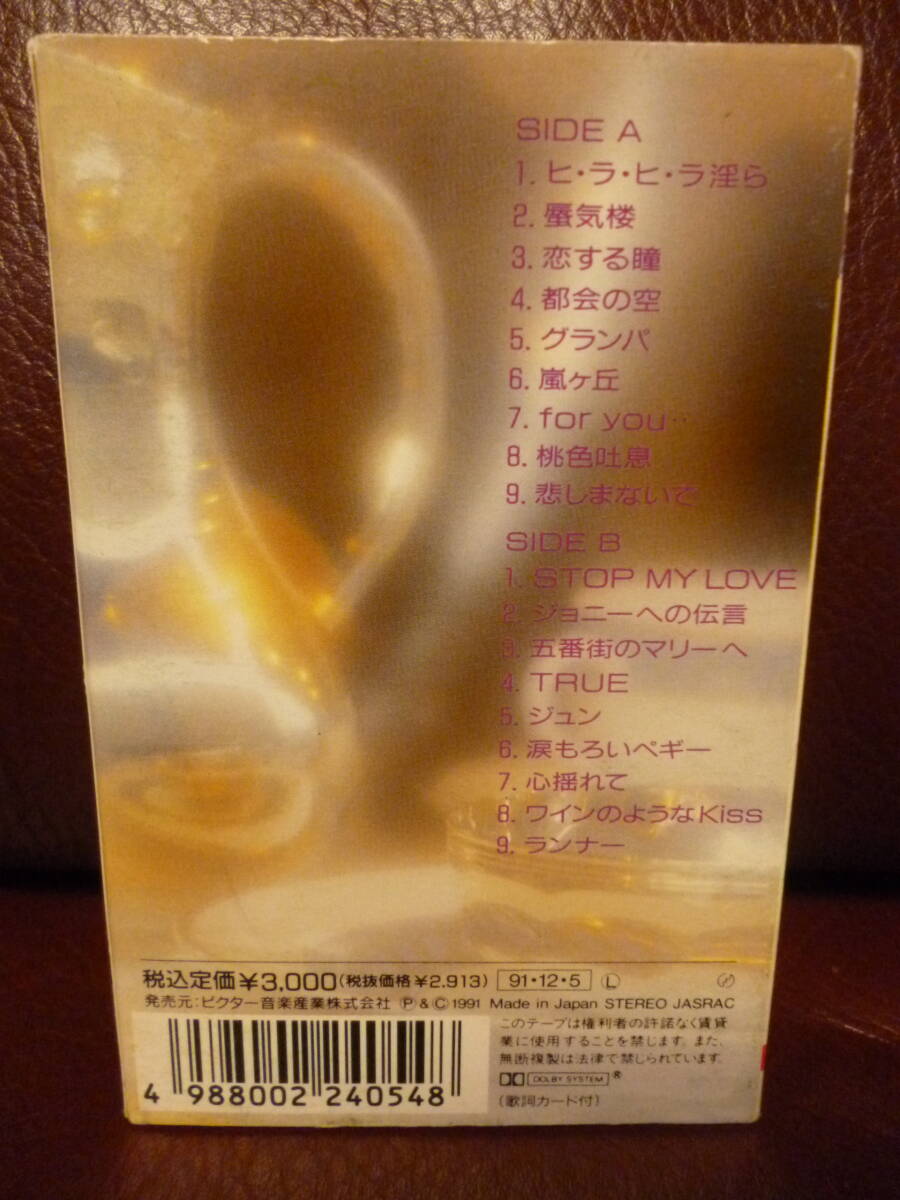 SIDE A
1. ヒ・ラ・ヒ・ラ淫ら
2. 蜃気楼
3. 恋する瞳
4. 都会の空
5. グランパ
6. 嵐ヶ丘
7. for you‥
8. 桃色吐息
9. 悲しまないで
SIDE B
1. STOP MY LOVE
2. ジョニーへの伝言
3. 五番街のマリーへ
4. TRUE
5. ジュン
6. 涙もろいペギー
7. 心揺れて
8. ワインのようなKiss
9. ランナー
税込定価¥3,000(税抜価格¥2.913) 91・12・5 Ⓛ
発売元:ビクター音楽産業株式会社 Ⓟ&Ⓒ1991 Made in Japan STEREO JASRAC
このテープは権利者の許諾なく賃貸
業に使用することを禁じます。また、
無断複製は法律で禁じられています。
DOLBY SYSTEM ®
(歌詞カード付)
4 988002 240548